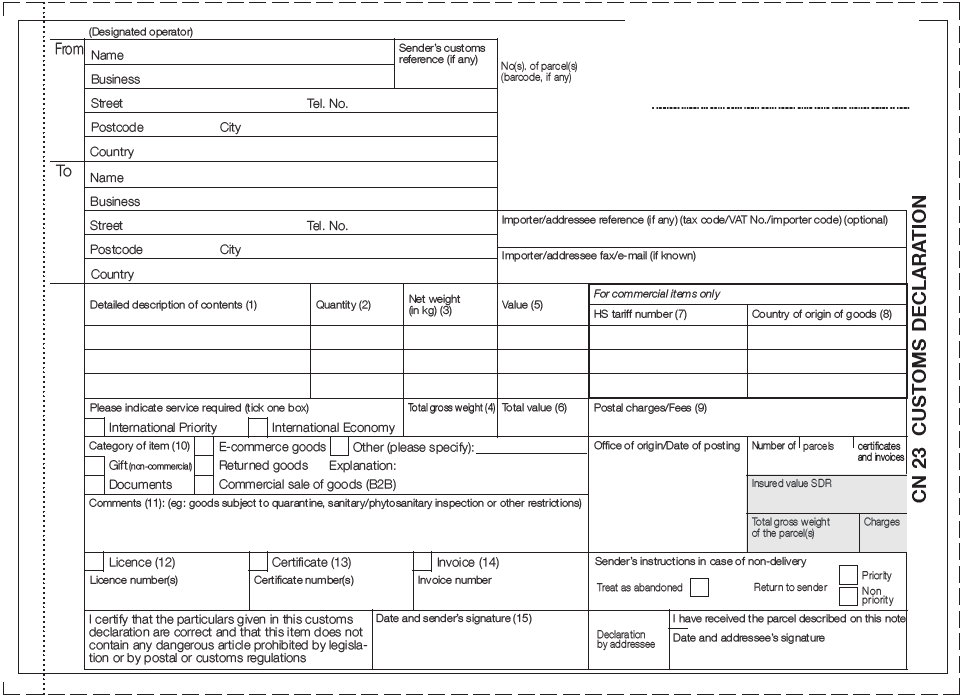 (Designated operator)
From
Name
Sender's customs
reference (if any)
No(s). of parcel(s)
(barcode, if any)
Business
Street Tel. No.
Postcode City
Country
To
Name
Business
Street Tel. No.
Importer/addressee reference (if any) (tax code/VAT No./importer code) (optional)
Postcode City
Importer/addressee fax/e-mail (if known)
Country
CN 23 CUSTOMS DECLARATION
Detailed description of contents (1)
Quantity (2)
Net weight
(in kg) (3)
Value (5)
For commercial items only
HS tariff number (7)
Country of origin of goods (8)
Please indicate service required (tick one box)
International Priority
International Economy
Total gross weight (4)
Total value (6)
Postal charges/Fees (9)
Category of item (10)
E-commerce goods
Other (please specify):
Gift (non-commercial)
Returned goods
Explanation:
Documents
Commercial sale of goods (B2B)
Office of origin/Date of posting
Number of parcels
certificates
and invoices
Insured value SDR
Total gross weight
of the parcel(s)
Charges
Comments (11): (eg: goods subject to quarantine, sanitary/phytosanitary inspection or other restrictions)
Licence (12)
Licence number(s)
Certificate (13)
Certificate number(s)
Invoice (14)
Invoice number
Sender's instructions in case of non-delivery
Treat as abandoned
Return to sender
Priority
Non
priority
I certify that the particulars given in this customs
declaration are correct and that this item does not
contain any dangerous article prohibited by legisla-
tion or by postal or customs regulations
Date and sender's signature (15)
Declaration
by addressee
I have received the parcel described on this note
Date and addressee's signature